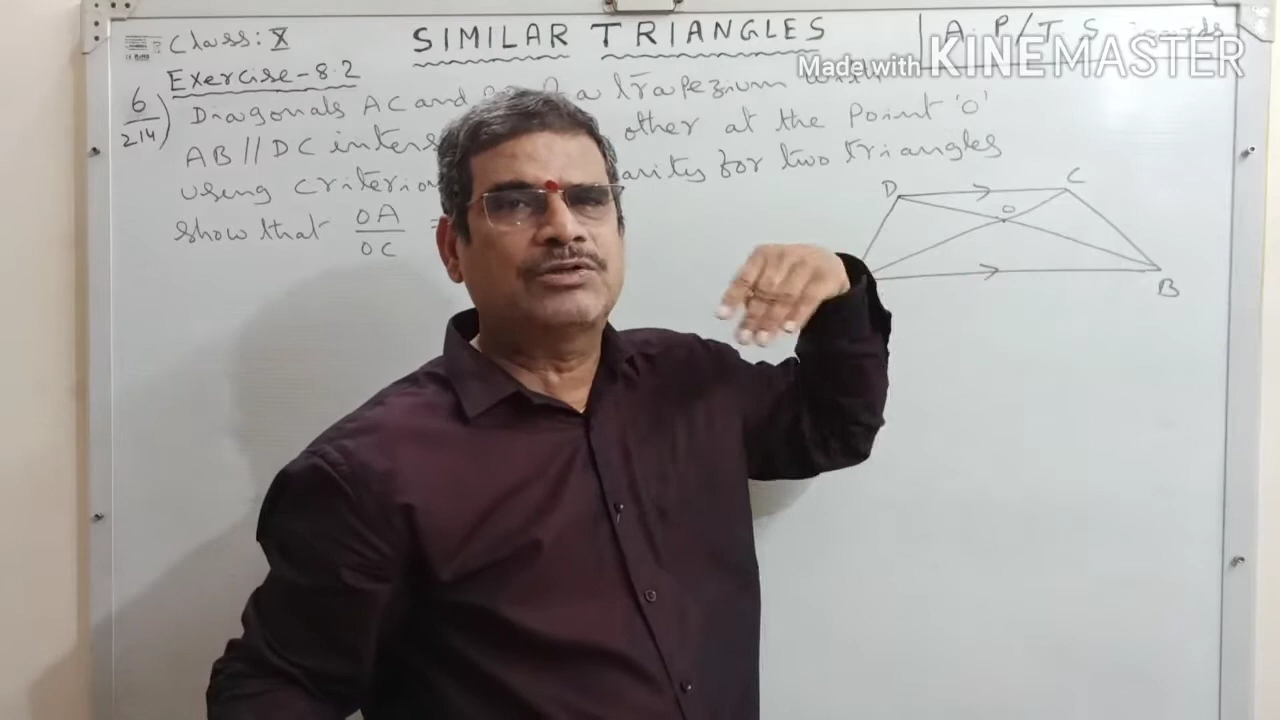 Class: X
SIMILAR TRIANGLES
A.P/T.S
Made with KINEMASTER
Exercise-8.2
6/214) Diagonals AC and a trapezium
AB // DC other at the point 'O'
using for two triangles
show that OA/OC =
D
C
O
B